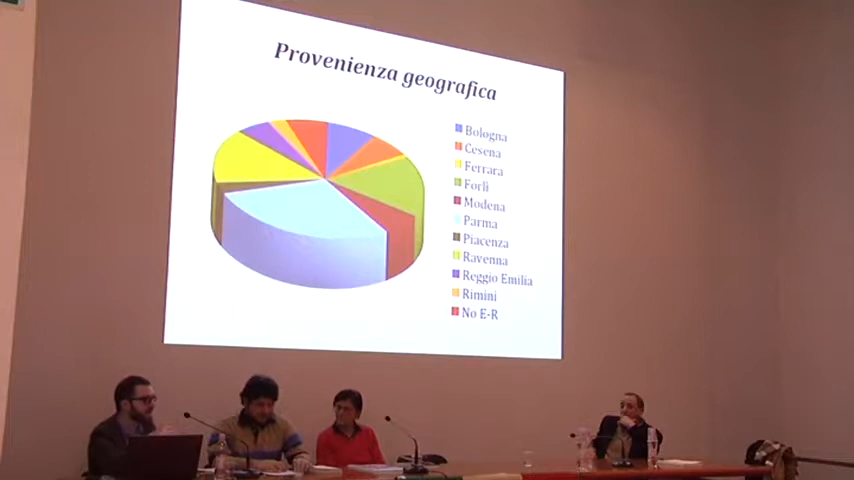 Provenienza geografica
Bologna
Cesena
Ferrara
Forlì
Modena
Parma
Piacenza
Ravenna
Reggio Emilia
Rimini
No E-R